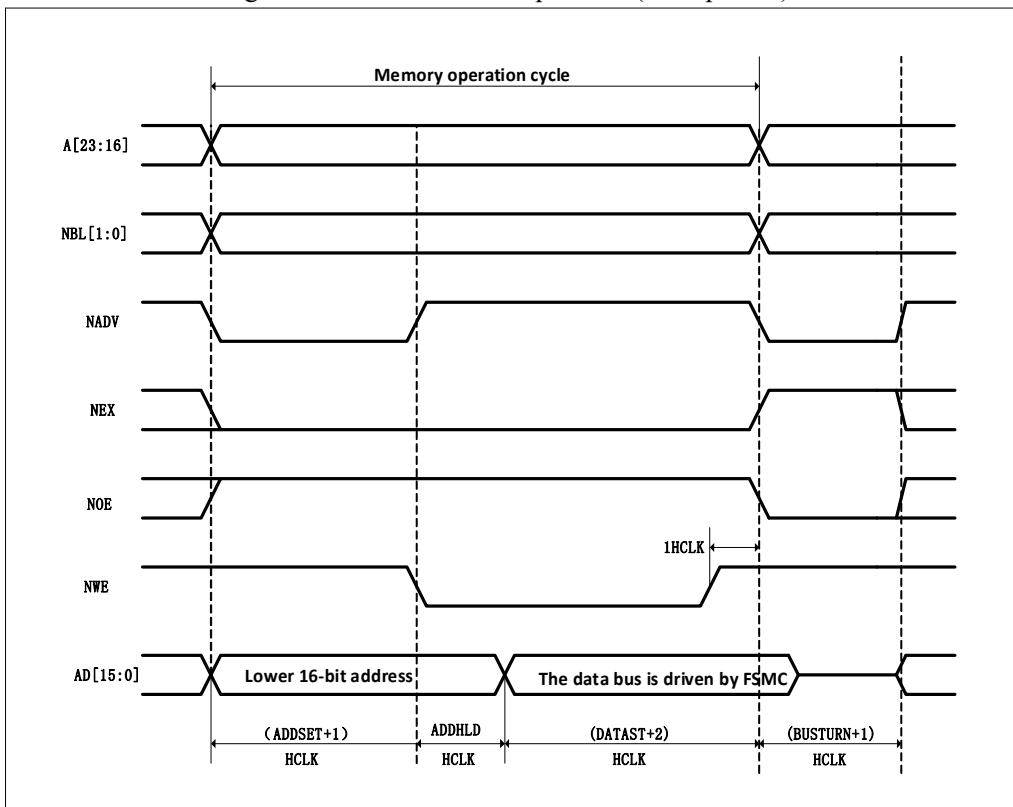 Memory operation cycle
A[23:16]
NBL[1:0]
NADV
NEX
NOE
1HCLK
NWE
AD[15:0]
Lower 16-bit address
The data bus is driven by FSMC
(ADDSET+1)
ADDHLD
(DATAST+2)
(BUSTURN+1)
HCLK
HCLK
HCLK
HCLK